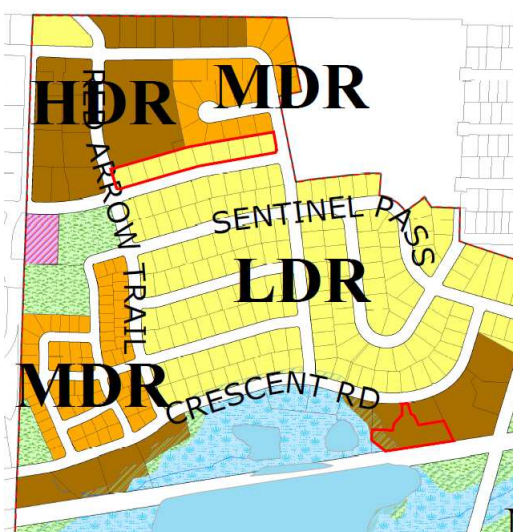 HDR
MDR
RED ARROW TRAIL
SENTINEL PASS
LDR
MDR
CRESCENT RD